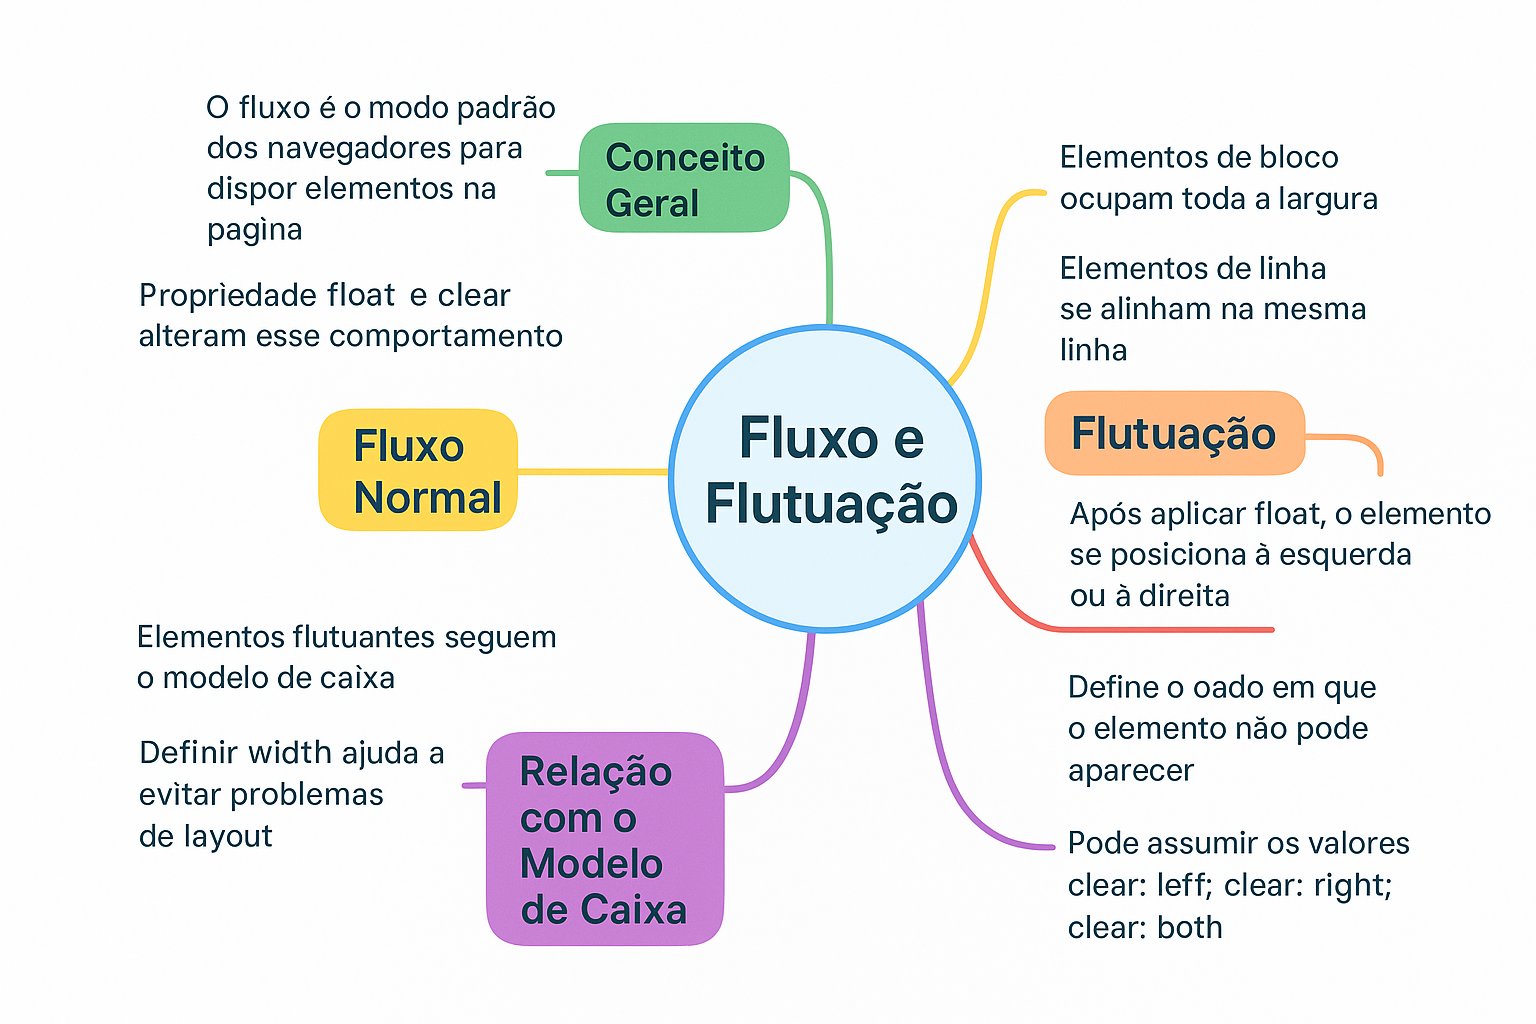 O fluxo é o modo padrão
dos navegadores para
dispor elementos na
pagìna
Conceito
Geral
Propriedade float e clear
alteram esse comportamento
Fluxo
Normal
Fluxo e
Flutuação
Elementos de bloco
ocupam toda a largura
Elementos de linha
se alinham na mesma
linha
Flutuação
Após aplicar float, o elemento
se posiciona à esquerda
ou à direita
Elementos flutuantes seguem
o modelo de caìxa
Definir width ajuda a
evìtar problemas
de layout
Relação
com o
Modelo
de Caixa
Define o oado em que
o elemento năo pode
aparecer
Pode assumir os valores
clear: leff; clear: right;
clear: both